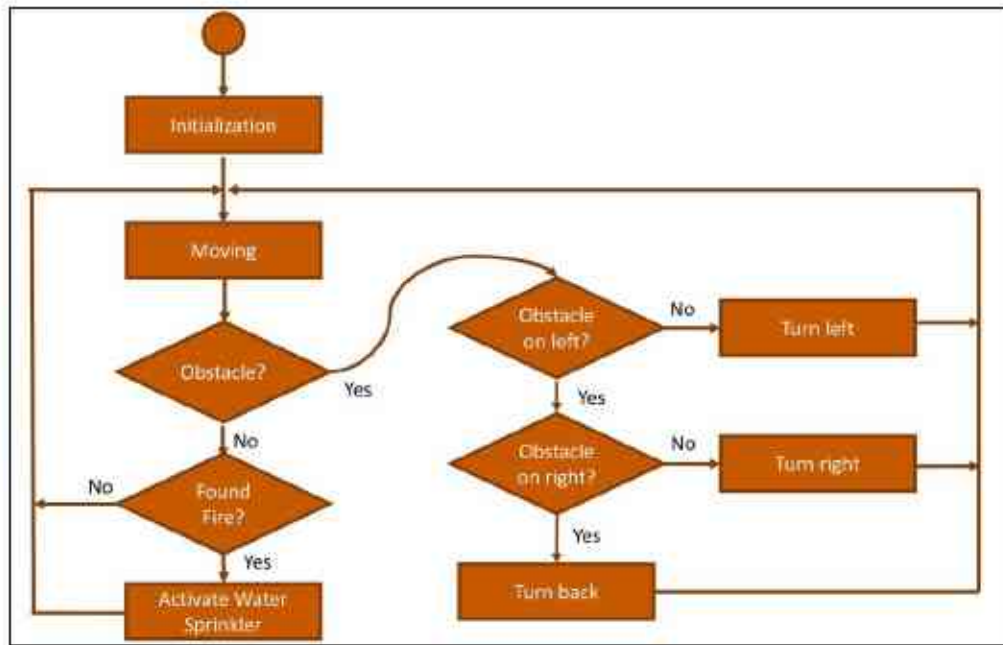 Initialization
Moving
Obstacle?
Yes
No
Found
Fire?
No
Yes
Activate Water
Sprinkler
Obstacle
on left?
No
Turn left
Yes
Obstacle
on right?
No
Turn right
Yes
Turn back